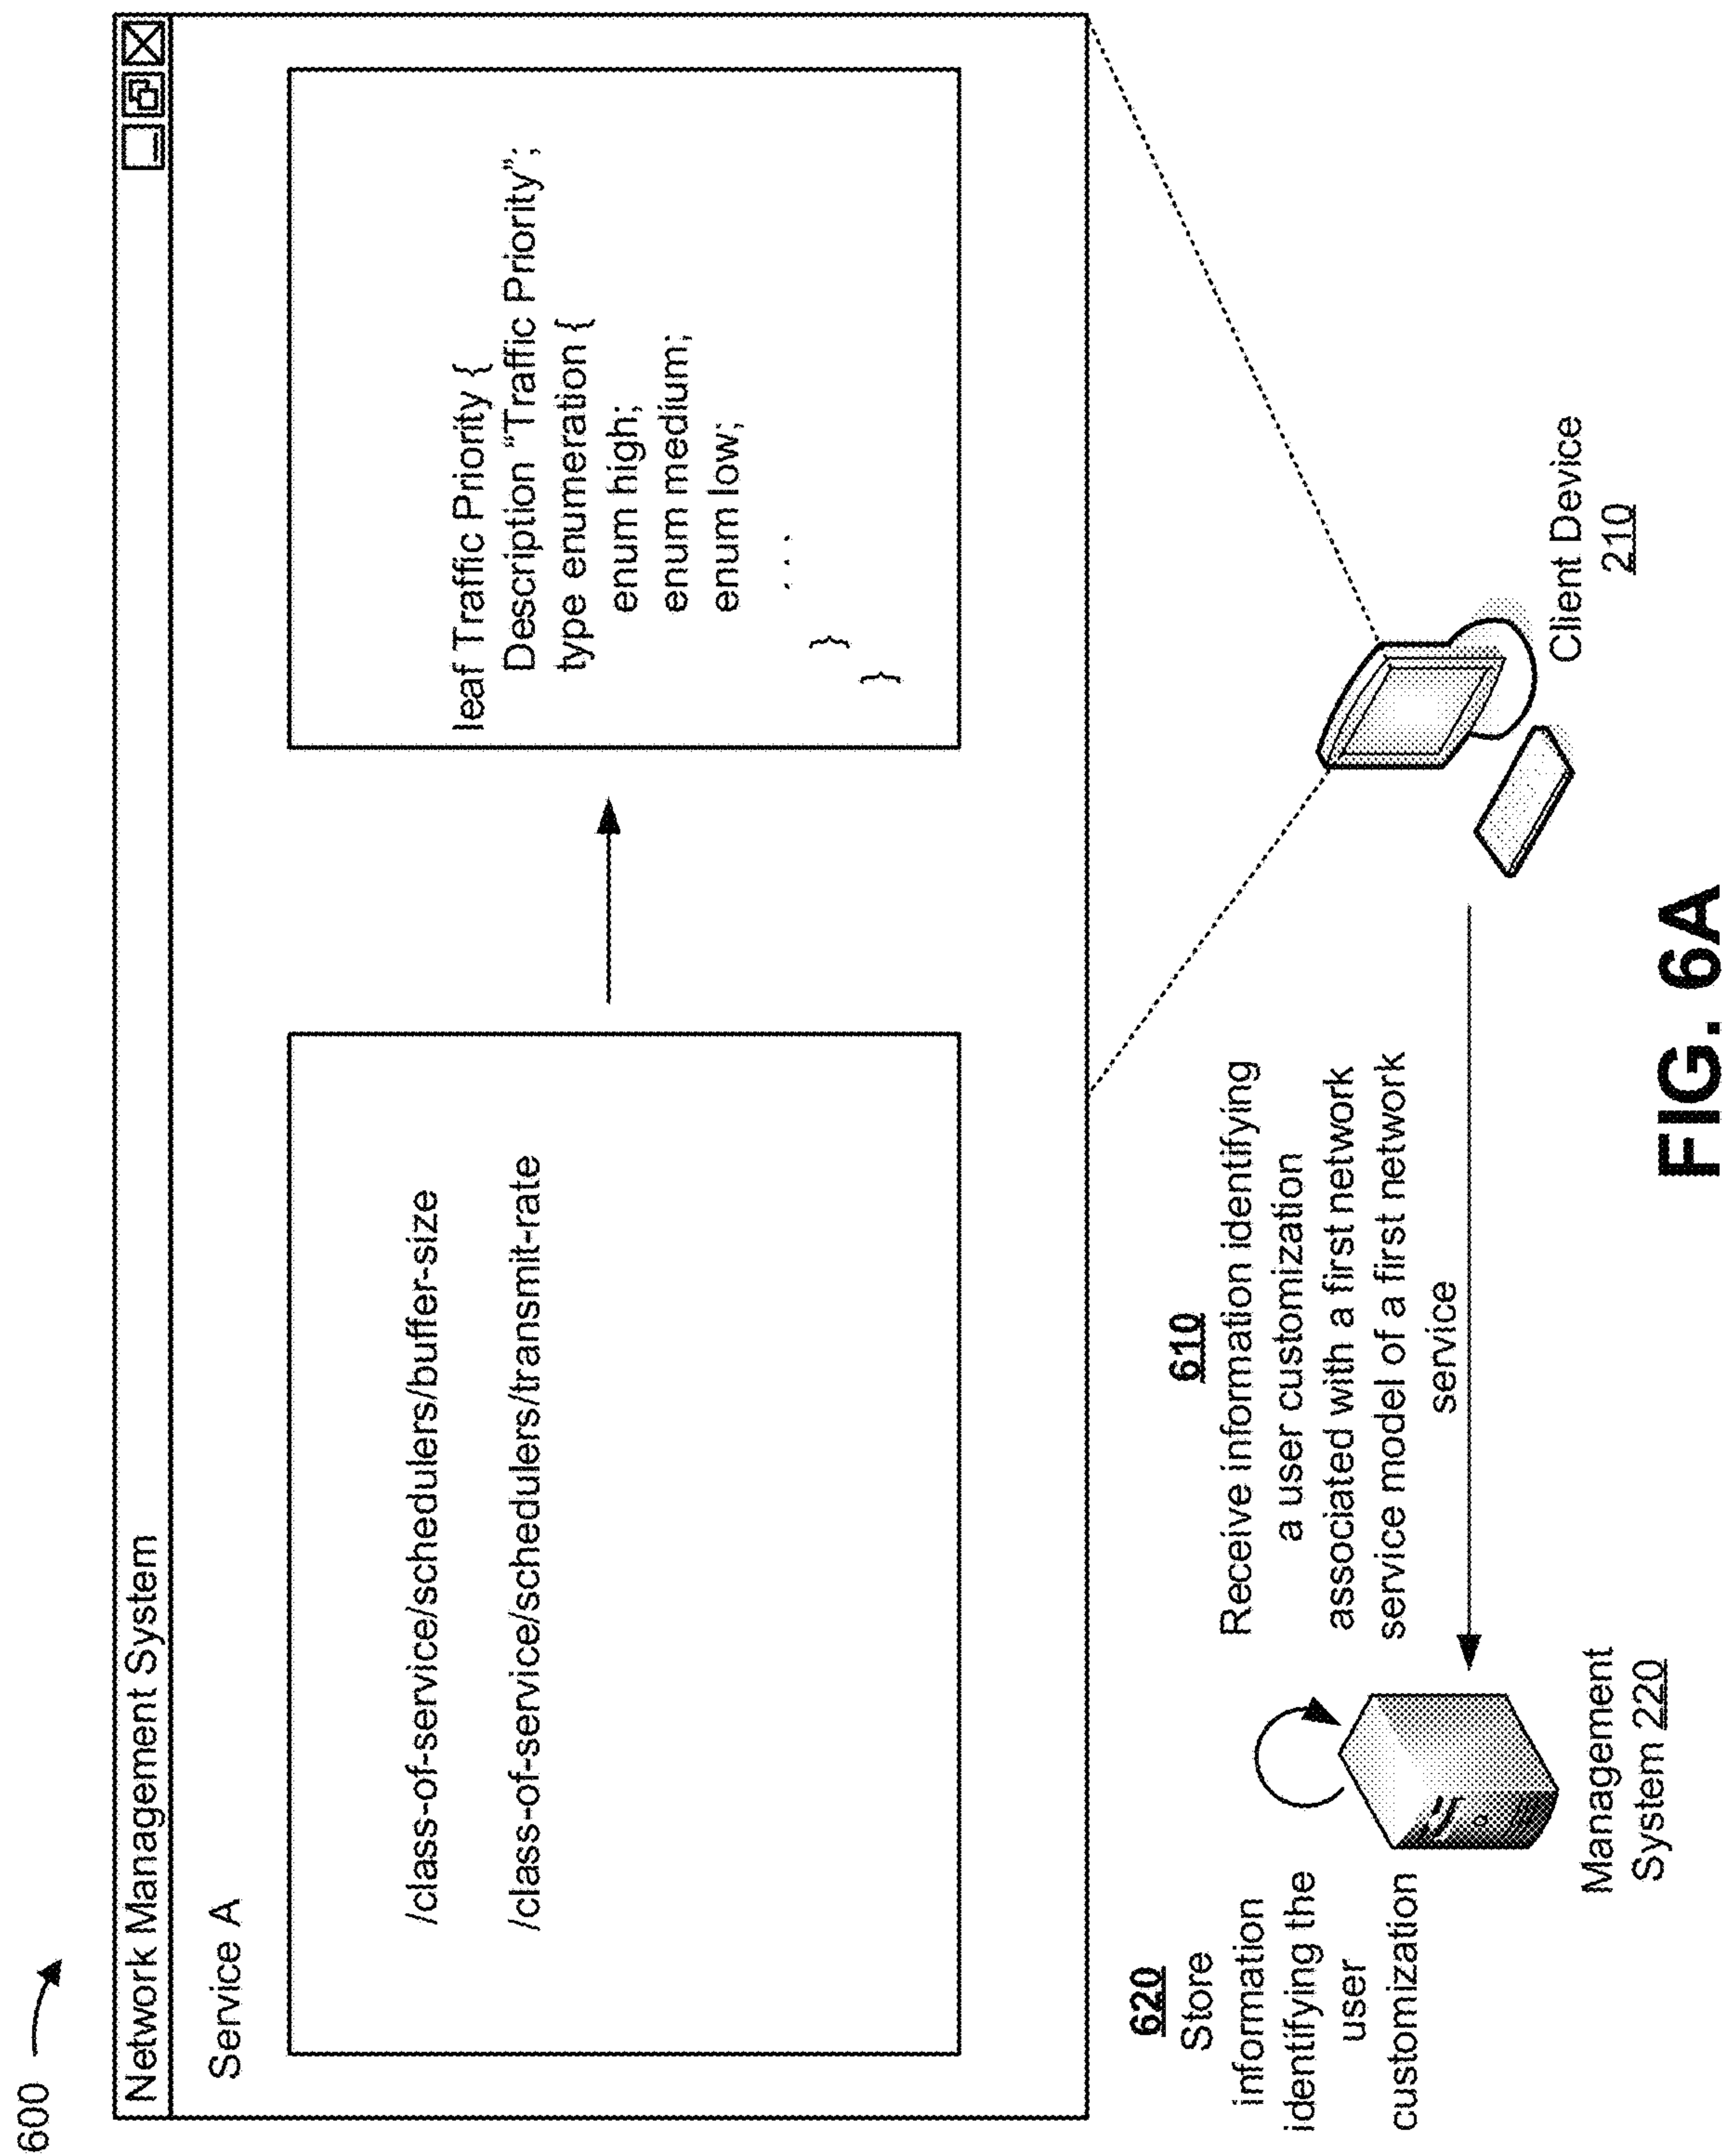 600
Network Management System
Service A
/class-of-service/schedulers/buffer-size
/class-of-service/schedulers/transmit-rate
leaf Traffic Priority {
Description “Traffic Priority”;
type enumeration {
enum high;
enum medium;
enum low;
. . .
}
}
620
Store
information
identifying the
user
customization
610
Receive information identifying
a user customization
associated with a first network
service model of a first network
service
Management
System 220
Client Device
210
FIG. 6A